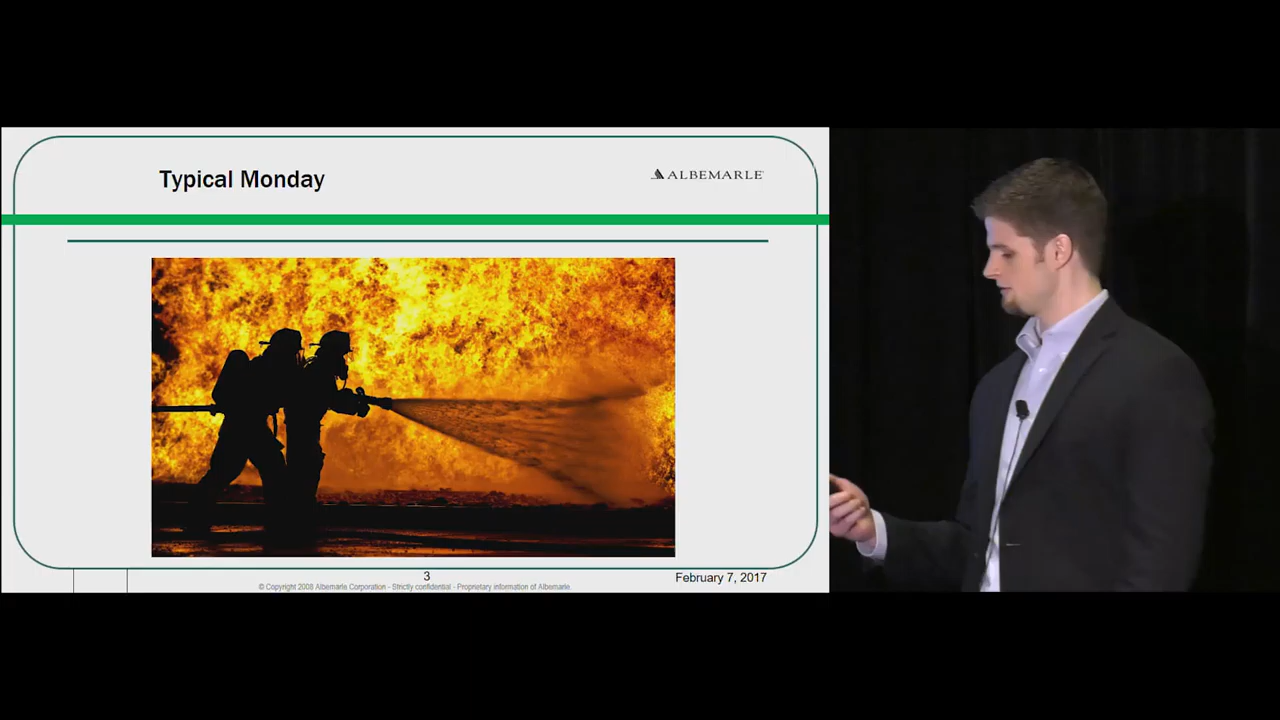 Typical Monday
ALBEMARLE
3
© Copyright 2008 Albemarle Corporation - Strictly confidential - Proprietary information of Albemarle.
February 7, 2017